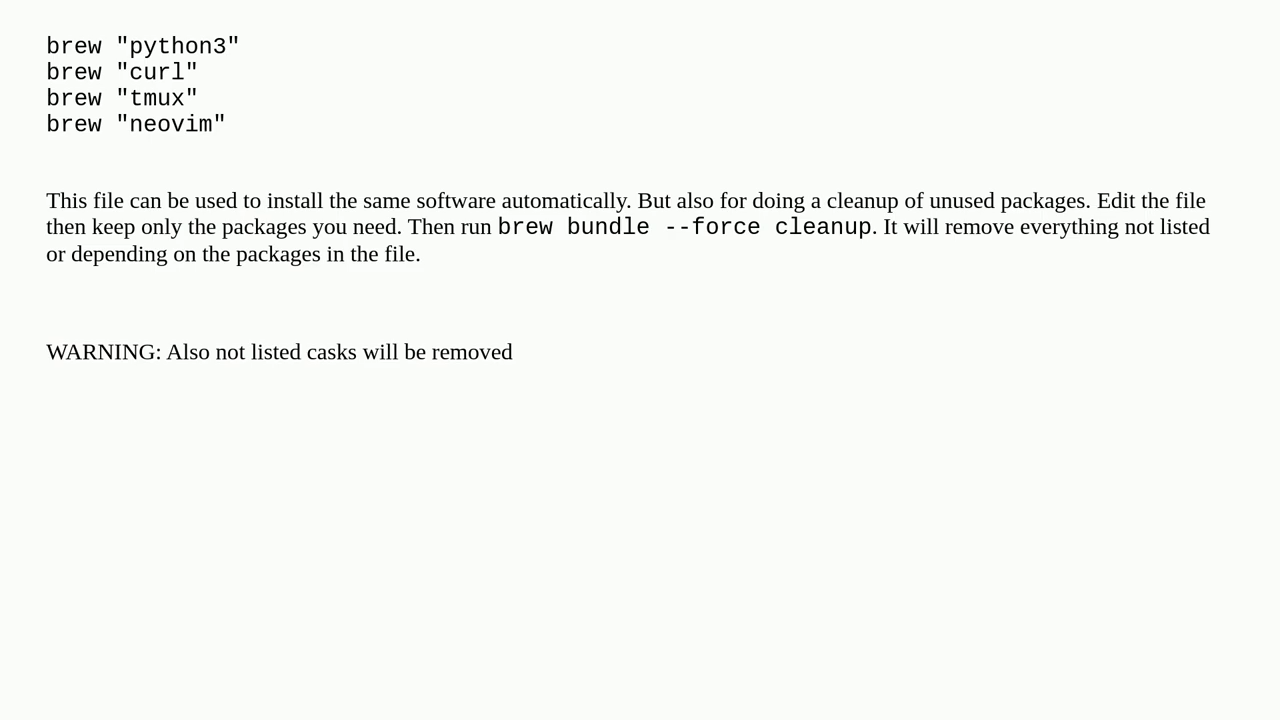 brew "python3"
brew "curl"
brew "tmux"
brew "neovim"
This file can be used to install the same software automatically. But also for doing a cleanup of unused packages. Edit the file
then keep only the packages you need. Then run brew bundle --force cleanup. It will remove everything not listed
or depending on the packages in the file.
WARNING: Also not listed casks will be removed